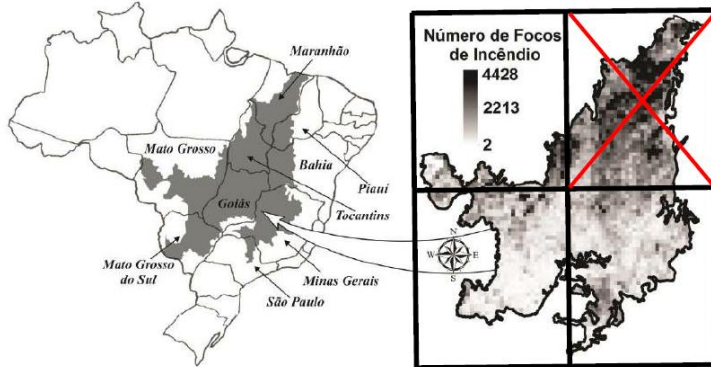 Maranhão
Mato Grosso
Bahia
Piauí
Tocantins
Goiás
Mato Grosso
do Sul
Minas Gerais
São Paulo
Número de Focos
de Incêndio
4428
2213
2
N
W
E
S